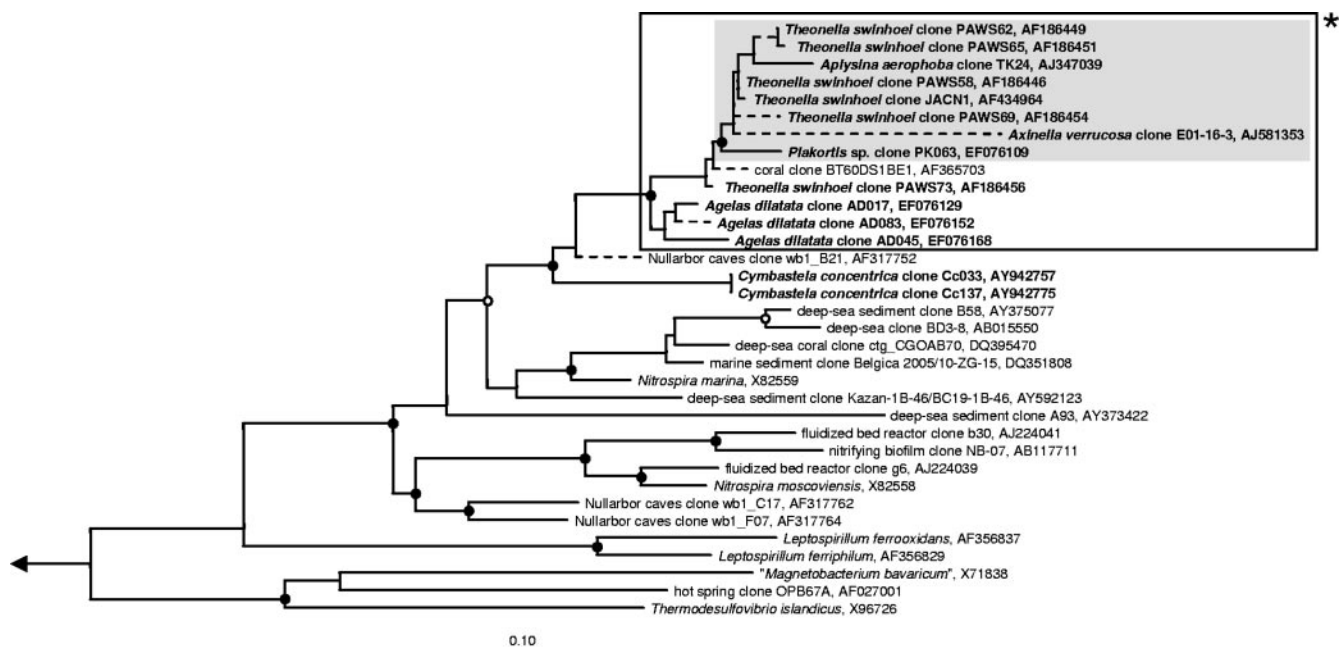 *
Theonella swinhoei clone PAWS62, AF186449
Theonella swinhoei clone PAWS65, AF186451
Aplysina aerophoba clone TK24, AJ347039
Theonella swinhoei clone PAWS58, AF186446
Theonella swinhoei clone JACN1, AF434964
Theonella swinhoei clone PAWS69, AF186454
Axinella verrucosa clone E01-16-3, AJ581353
Plakortis sp. clone PK063, EF076109
coral clone BT60DS1BE1, AF365703
Theonella swinhoei clone PAWS73, AF186456
Agelas dilatata clone AD017, EF076129
Agelas dilatata clone AD083, EF076152
Agelas dilatata clone AD045, EF076168
Nullarbor caves clone wb1_B21, AF317752
Cymbastela concentrica clone Cc033, AY942757
Cymbastela concentrica clone Cc137, AY942775
deep-sea sediment clone B58, AY375077
deep-sea clone BD3-8, AB015550
deep-sea coral clone ctg_CGOAB70, DQ395470
marine sediment clone Belgica 2005/10-ZG-15, DQ351808
Nitrospira marina, X82559
deep-sea sediment clone Kazan-1B-46/BC19-1B-46, AY592123
deep-sea sediment clone A93, AY373422
fluidized bed reactor clone b30, AJ224041
nitrifying biofilm clone NB-07, AB117711
fluidized bed reactor clone g6, AJ224039
Nitrospira moscoviensis, X82558
Nullarbor caves clone wb1_C17, AF317762
Nullarbor caves clone wb1_F07, AF317764
Leptospirillum ferrooxidans, AF356837
Leptospirillum ferriphilum, AF356829
"Magnetobacterium bavaricum", X71838
hot spring clone OPB67A, AF027001
Thermodesulfovibrio islandicus, X96726
0.10